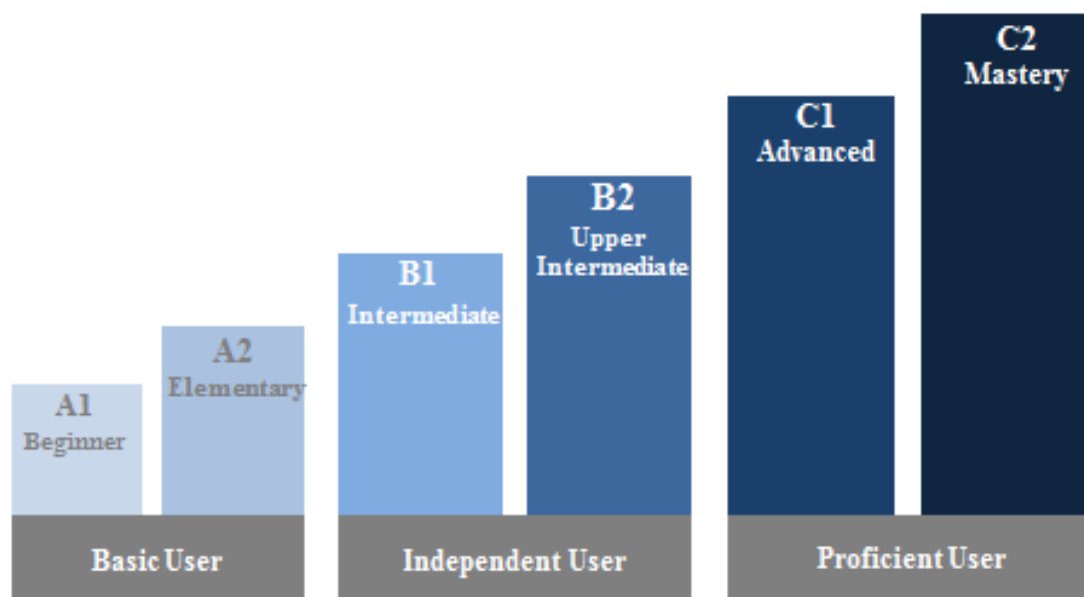 A1
Beginner
A2
Elementary
Basic User
B1
Intermediate
B2
Upper
Intermediate
Independent User
C1
Advanced
C2
Mastery
Proficient User